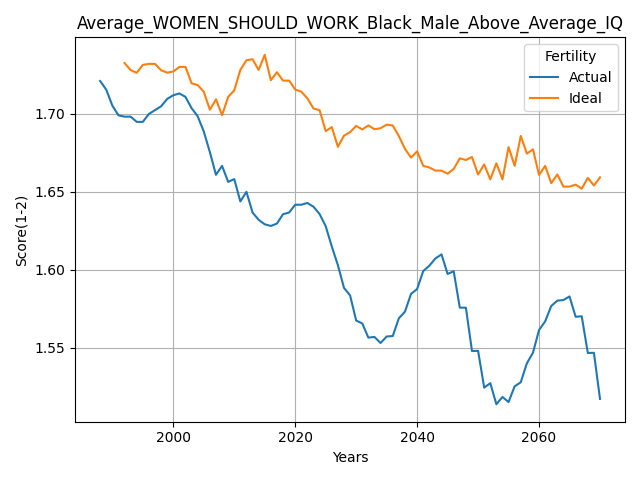 Average_WOMEN_SHOULD_WORK_Black_Male_Above_Average_IQ
Fertility
Actual
Ideal
Score(1-2)
1.70
1.65
1.60
1.55
2000 2020 2040 2060
Years